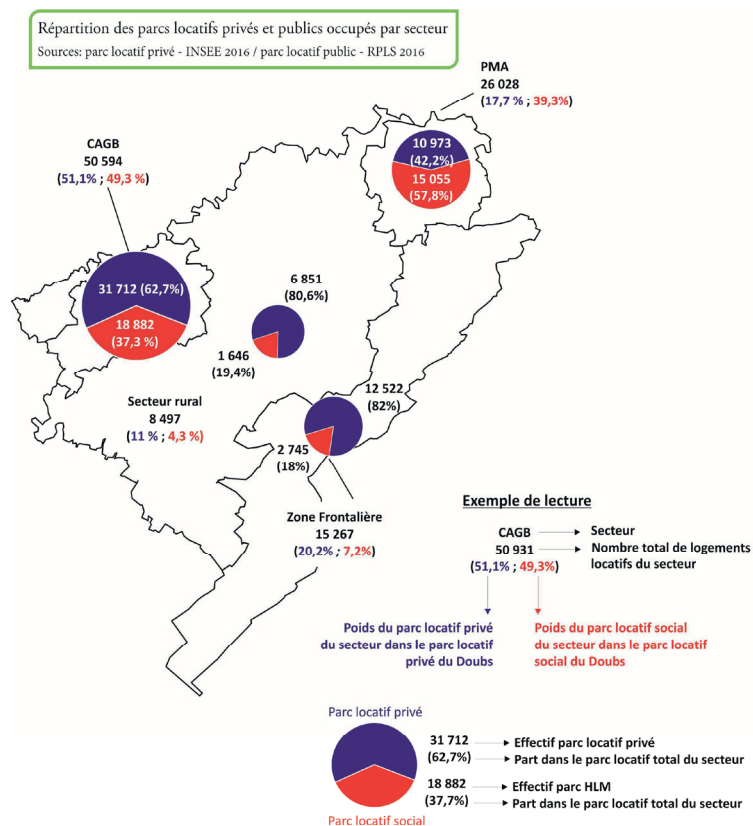 Répartition des parcs locatifs privés et publics occupés par secteur
Sources: parc locatif privé - INSEE 2016 / parc locatif public - RPLS 2016
PMA
26 028
(17,7 % ; 39,3%)
10 973
(42,2%)
15 055
(57,8%)
CAGB
50 594
(51,1% ; 49,3 %)
31 712 (62,7%)
18 882
(37,3 %)
6 851
(80,6%)
1 646
(19,4%)
Secteur rural
8 497
(11 % ; 4,3 %)
12 522
(82%)
2 745
(18%)
Zone Frontalière
15 267
(20,2% ; 7,2%)
Exemple de lecture
CAGB
Secteur
50 931
Nombre total de logements
locatifs du secteur
(51,1% ; 49,3%)
Poids du parc locatif privé
du secteur dans le parc locatif
privé du Doubs
Poids du parc locatif social
du secteur dans le parc locatif
social du Doubs
Parc locatif privé
31 712
Effectif parc locatif privé
(62,7%)
Part dans le parc locatif total du secteur
18 882
Effectif parc HLM
(37,7%)
Part dans le parc locatif total du secteur
Parc locatif social